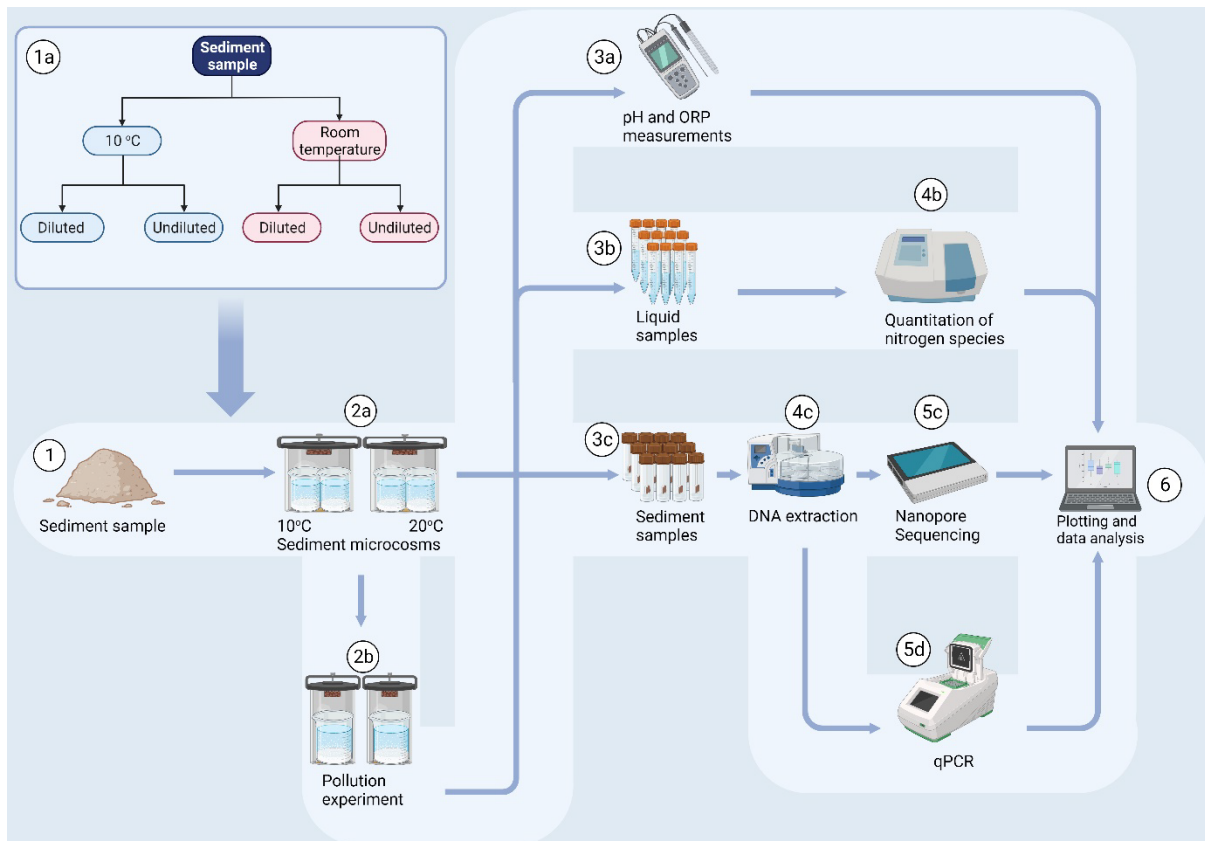 1a
Sediment
sample
10 °C
Room
temperature
Diluted
Undiluted
Diluted
Undiluted
3a
pH and ORP
measurements
3b
Liquid
samples
4b
Quantitation of
nitrogen species
1
Sediment sample
2a
10°C
20°C
Sediment microcosms
3c
Sediment
samples
4c
DNA extraction
5c
Nanopore
Sequencing
6
Plotting and
data analysis
2b
Pollution
experiment
5d
qPCR